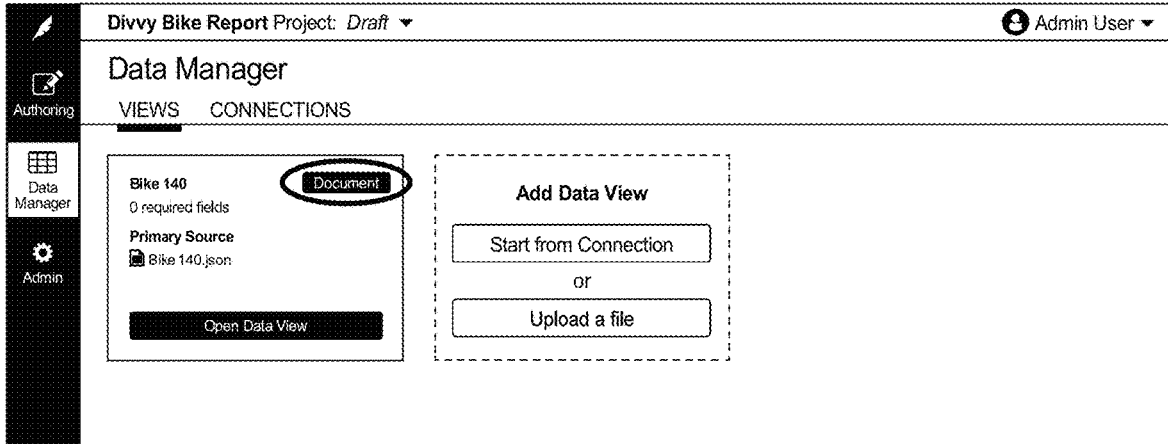 Divvy Bike Report Project: Draft
Admin User
Authoring
Data Manager
Admin
Data Manager
VIEWS CONNECTIONS
Bike 140
Document
0 required fields
Primary Source
Bike 140.json
Open Data View
Add Data View
Start from Connection
or
Upload a file